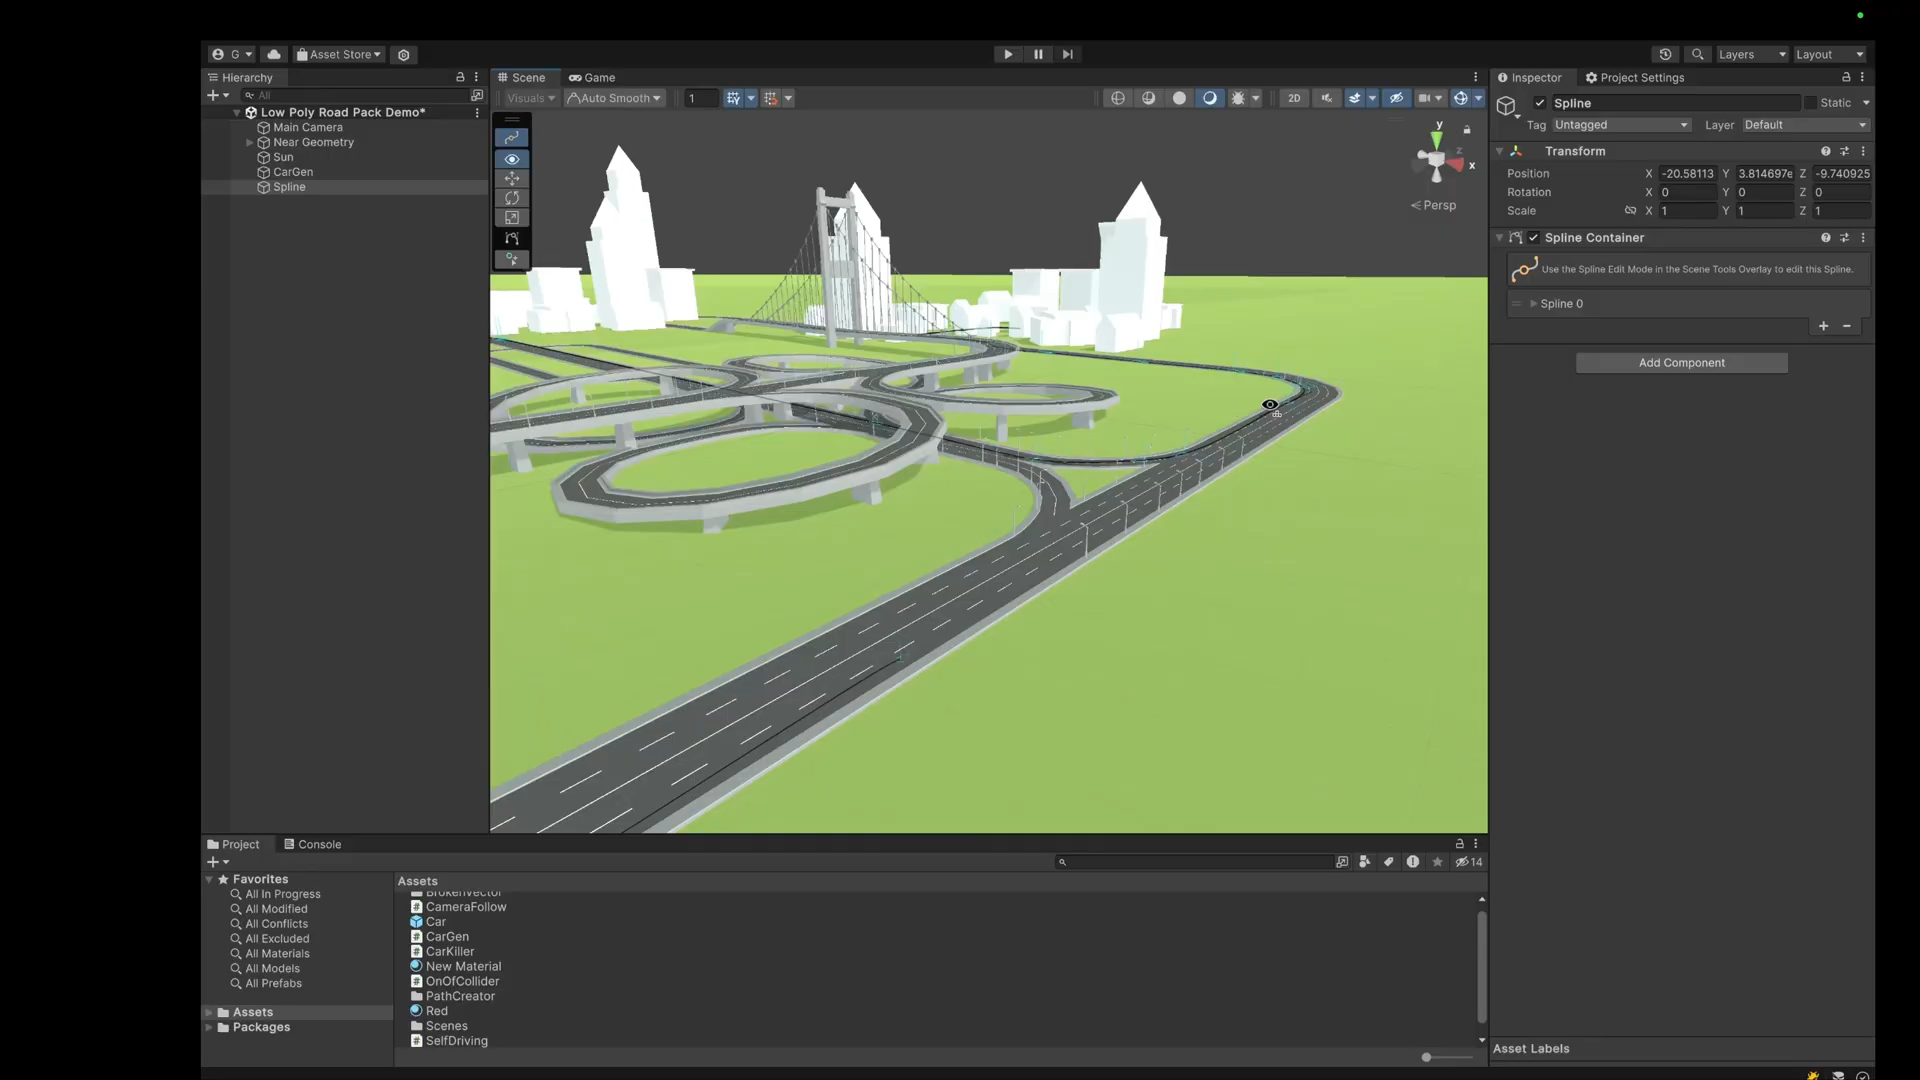 G
Asset Store
Layers
Layout
Hierarchy
Scene
Game
Inspector
Project Settings
All
Visuals
Auto Smooth
1
2D
Spline
Static
Low Poly Road Pack Demo*
Main Camera
Near Geometry
Sun
CarGen
Spline
y
z
x
Persp
Tag
Untagged
Layer
Default
Transform
Position X -20.58113 Y 3.814697e Z -9.740925
Rotation X 0 Y 0 Z 0
Scale X 1 Y 1 Z 1
Spline Container
Use the Spline Edit Mode in the Scene Tools Overlay to edit this Spline.
Spline 0
Add Component
Project
Console
14
Favorites
All In Progress
All Modified
All Conflicts
All Excluded
All Materials
All Models
All Prefabs
Assets
Packages
Assets
BrokenVector
CameraFollow
Car
CarGen
CarKiller
New Material
OnOfCollider
PathCreator
Red
Scenes
SelfDriving
Asset Labels